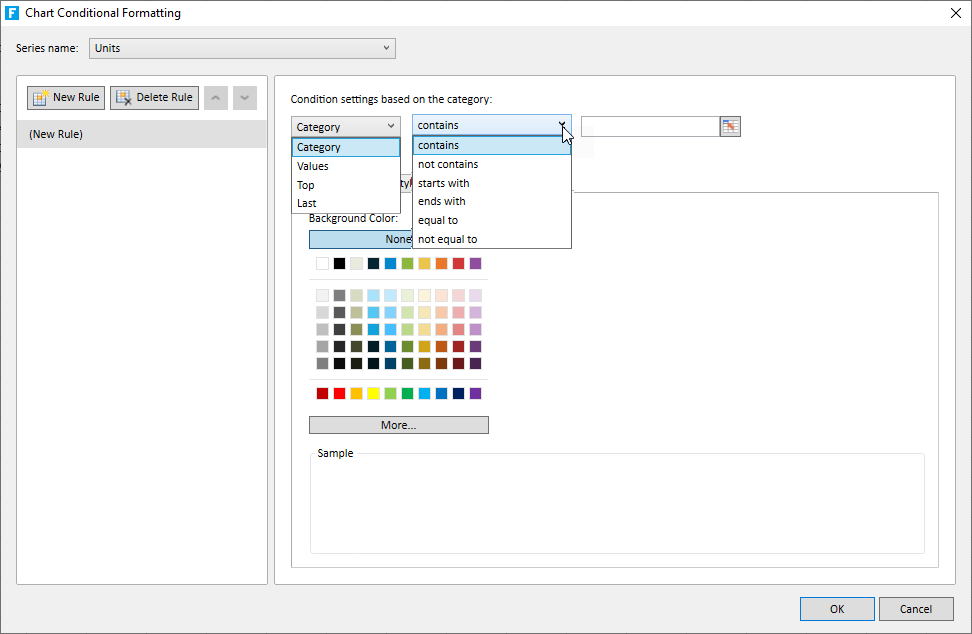 F Chart Conditional Formatting
Series name: Units
New Rule Delete Rule
(New Rule)
Condition settings based on the category:
Category contains
Category
Values
Top
Last
contains
not contains
starts with
ends with
equal to
not equal to
Background Color:
None
More...
Sample
OK Cancel